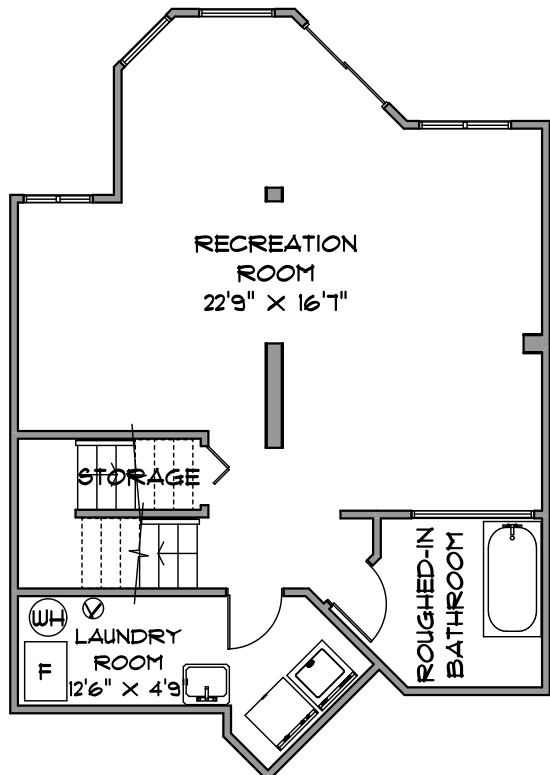 RECREATION
ROOM
22'9" X 16'7"
STORAGE
ROUGHED-IN
BATHROOM
WH
V
LAUNDRY
ROOM
12'6" X 4'9"
F